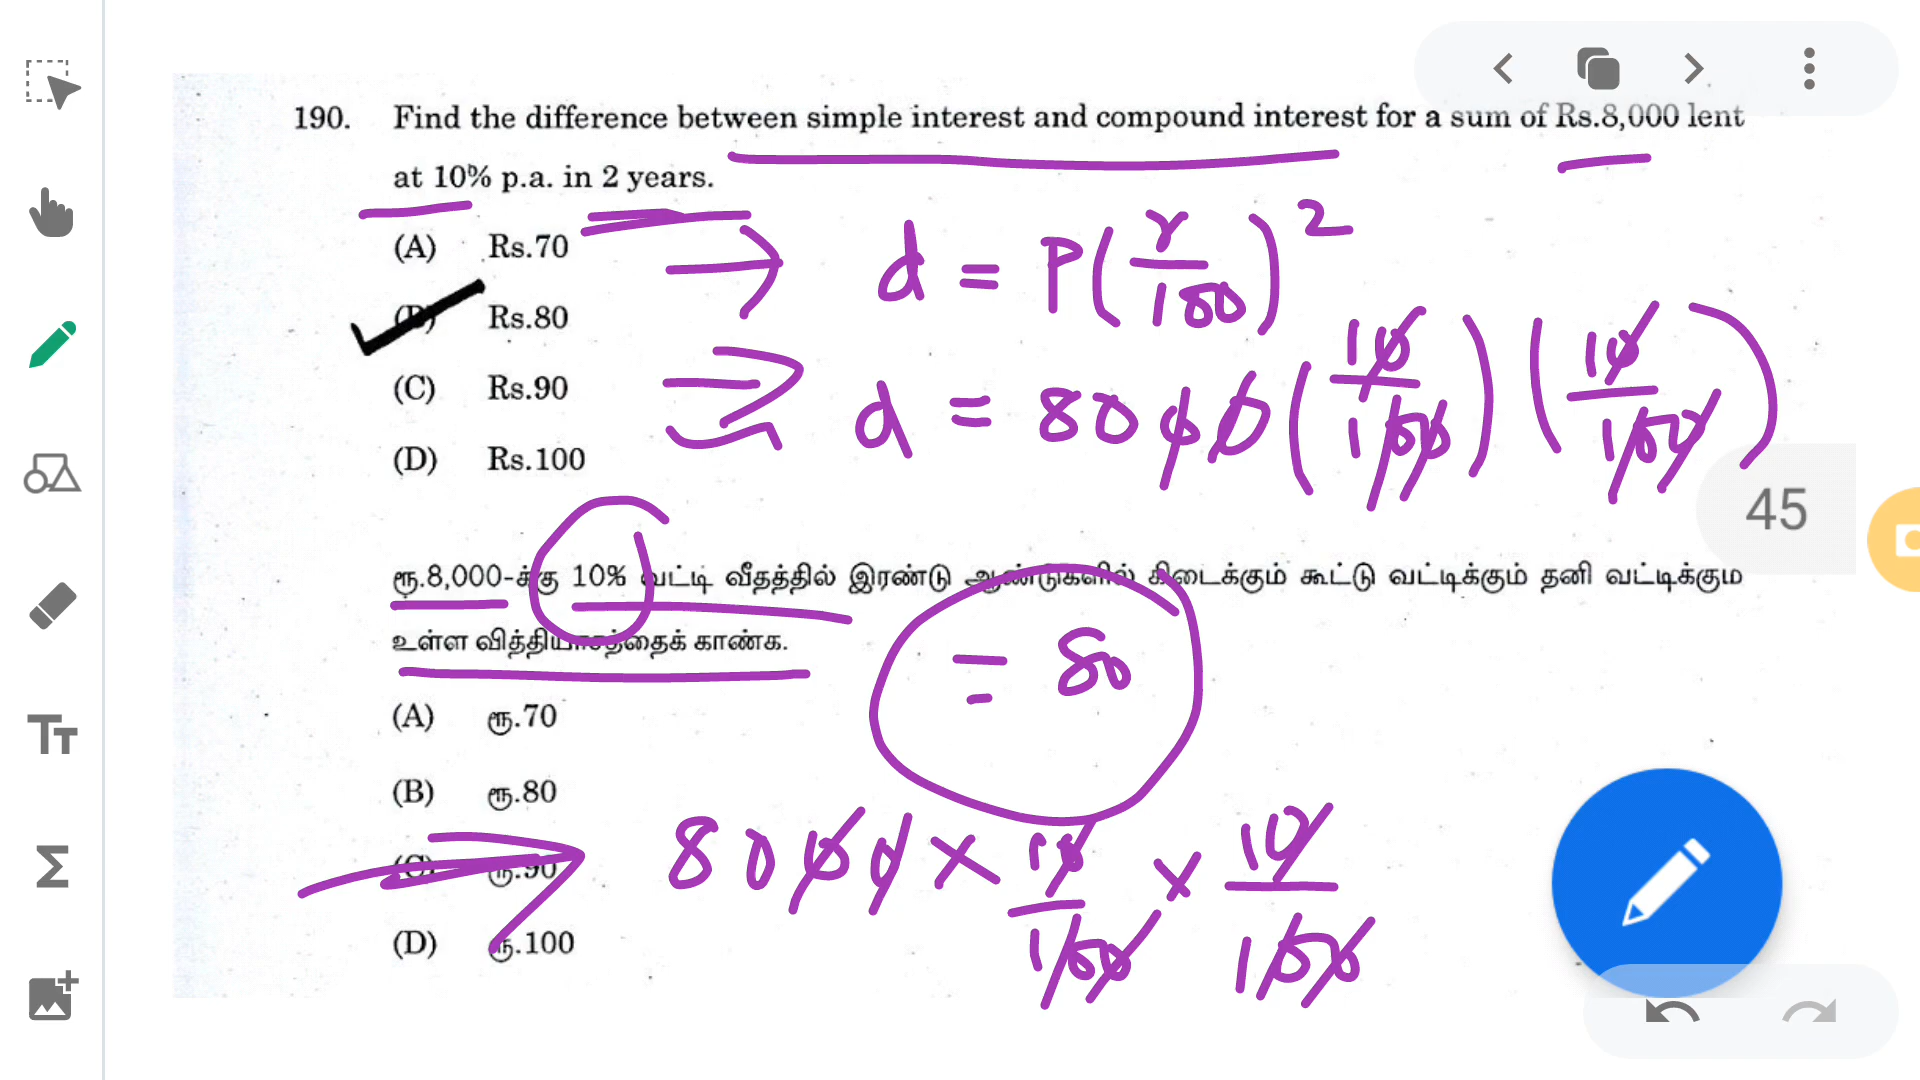 190. Find the difference between simple interest and compound interest for a sum of Rs.8,000 lent
at 10% p.a. in 2 years.
(A) Rs.70
(B) Rs.80
(C) Rs.90
(D) Rs.100
d = P(r/100)²
d = 8000(10/100)(10/100)
45
ரூ.8,000-க்கு 10% வட்டி வீதத்தில் இரண்டு ஆண்டுகளில் கிடைக்கும் கூட்டு வட்டிக்கும் தனி வட்டிக்கும
உள்ள வித்தியாசத்தைக் காண்க.
= 80
(A) ரூ.70
(B) ரூ.80
(C) ரூ.90
(D) ரூ.100
8000 × 10/100 × 10/100
TT
Σ